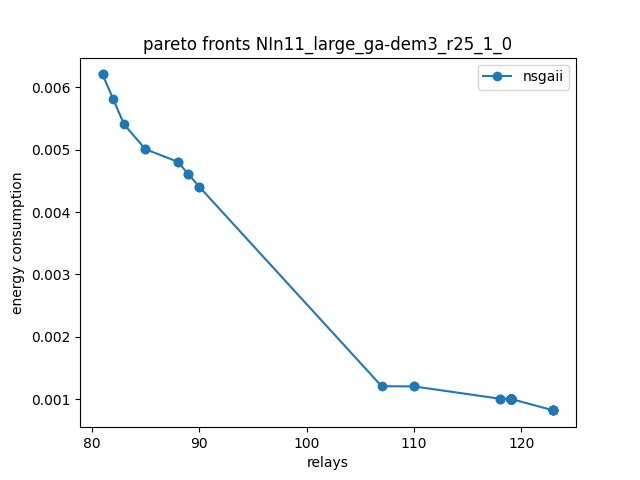 pareto fronts NIn11_large_ga-dem3_r25_1_0
nsgaii
0.006
0.005
0.004
0.003
0.002
0.001
energy consumption
80 90 100 110 120
relays